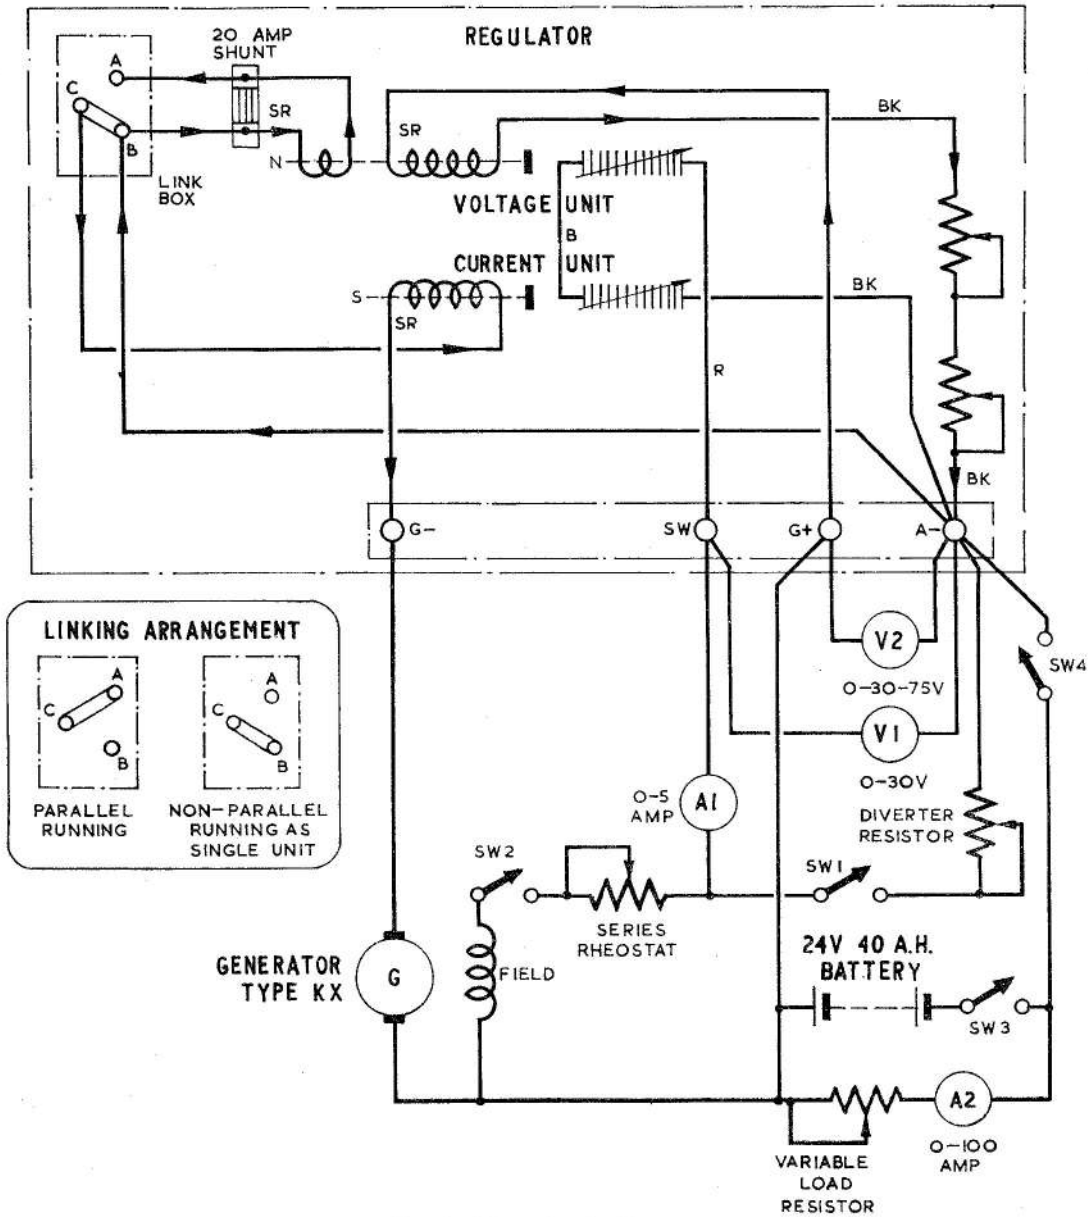 REGULATOR
20 AMP
SHUNT
A
C
B
SR
N
LINK
BOX
SR
BK
VOLTAGE UNIT
B
CURRENT UNIT
S
SR
BK
R
BK
G-
SW
G+
A-
LINKING ARRANGEMENT
A
C
B
PARALLEL
RUNNING
A
C
B
NON-PARALLEL
RUNNING AS
SINGLE UNIT
V2
0-30-75V
SW4
V1
0-30V
0-5
AMP
A1
DIVERTER
RESISTOR
SW2
SW1
SERIES
RHEOSTAT
GENERATOR
TYPE KX
G
FIELD
24V 40 A.H.
BATTERY
SW3
A2
0-100
AMP
VARIABLE
LOAD
RESISTOR